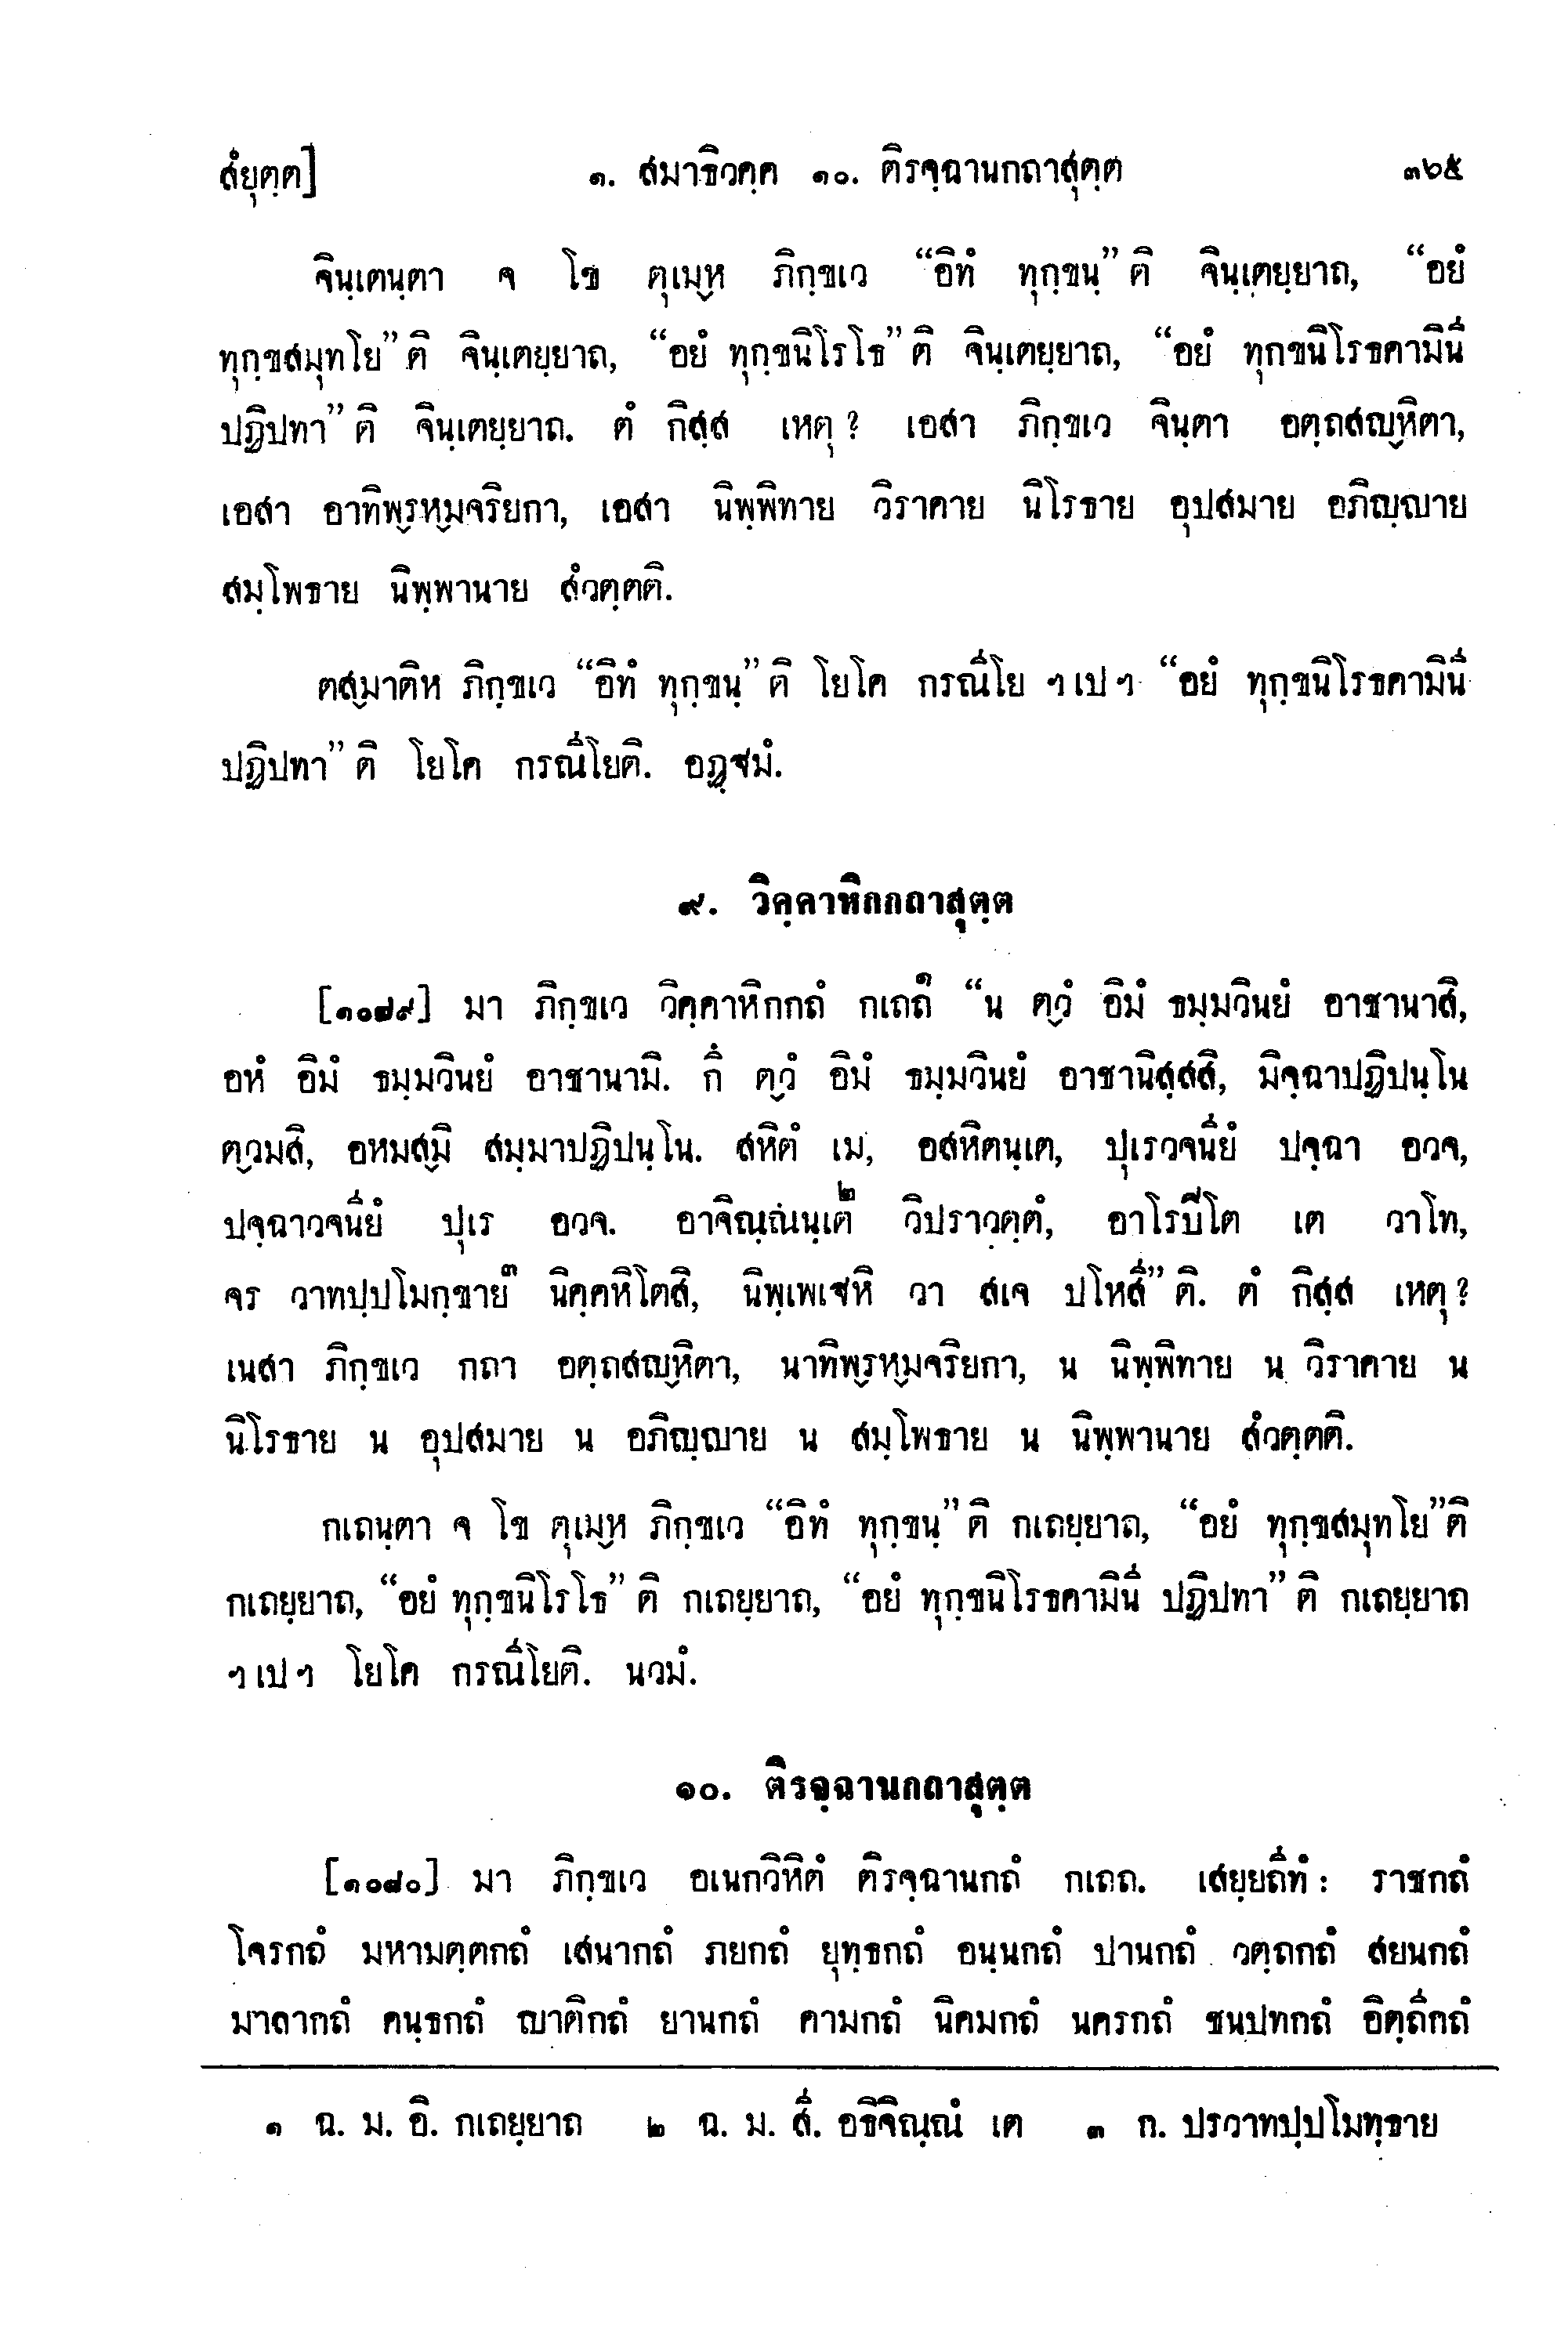 สํยุตฺต]	๑. สมาธิวคฺค ๑๐. ติรจฺฉานกถาสุตฺต	๓๖๕
จินฺเตนฺตา จ โข ตุเมฺห ภิกฺขเว “อิทํ ทุกฺขนฺ”ติ จินฺเตยฺยาถ, “อยํ
ทุกฺขสมุทโย”ติ จินฺเตยฺยาถ, “อยํ ทุกฺขนิโรโธ”ติ จินฺเตยฺยาถ, “อยํ ทุกขนิโรธคามินี
ปฏิปทา”ติ จินฺเตยฺยาถ. ตํ กิสฺส เหตุ? เอสา ภิกฺขเว จินฺตา อตฺถสญฺหิตา,
เอสา อาทิพฺรหฺมจริยกา, เอสา นิพฺพิทาย วิราคาย นิโรธาย อุปสมาย อภิญฺญาย
สมฺโพธาย นิพฺพานาย สํวตฺตติ.
ตสฺมาติห ภิกฺขเว “อิทํ ทุกฺขนฺ”ติ โยโค กรณีโย ฯเปฯ “อยํ ทุกฺขนิโรธคามินี
ปฏิปทา”ติ โยโค กรณีโยติ. อฏฺฐมํ.
๙. วิคฺคาหิกกถาสุตฺต
[๑๐๗๙] มา ภิกฺขเว วิคฺคาหิกกถํ กเถถ๑ “น ตฺวํ อิมํ ธมฺมวินยํ อาชานาสิ,
อหํ อิมํ ธมฺมวินยํ อาชานามิ. กึ ตฺวํ อิมํ ธมฺมวินยํ อาชานิสฺสสิ, มิจฺฉาปฏิปนฺโน
ตฺวมสิ, อหมสฺมิ สมฺมาปฏิปนฺโน. สหิตํ เม, อสหิตนฺเต, ปุเรวจนียํ ปจฺฉา อวจ,
ปจฺฉาวจนียํ ปุเร อวจ. อาจิณฺณนฺเต๒ วิปราวตฺตํ, อาโรปิโต เต วาโท,
จร วาทปฺปโมกฺขาย๓ นิคฺคหิโตสิ, นิพฺเพเฐหิ วา สเจ ปโหสี”ติ. ตํ กิสฺส เหตุ?
เนสา ภิกฺขเว กถา อตฺถสญฺหิตา, นาทิพฺรหฺมจริยกา, น นิพฺพิทาย น วิราคาย น
นิโรธาย น อุปสมาย น อภิญฺญาย น สมฺโพธาย น นิพฺพานาย สํวตฺตติ.
กเถนฺตา จ โข ตุเมฺห ภิกฺขเว “อิทํ ทุกฺขนฺ”ติ กเถยฺยาถ, “อยํ ทุกฺขสมุทโย”ติ
กเถยฺยาถ, “อยํ ทุกฺขนิโรโธ”ติ กเถยฺยาถ, “อยํ ทุกฺขนิโรธคามินี ปฏิปทา”ติ กเถยฺยาถ
ฯเปฯ โยโค กรณีโยติ. นวมํ.
๑๐. ติรจฺฉานกถาสุตฺต
[๑๐๘๐] มา ภิกฺขเว อเนกวิหิตํ ติรจฺฉานกถํ กเถถ. เสยฺยถีทํ: ราชกถํ
โจรกถํ มหามตฺตกถํ เสนากถํ ภยกถํ ยุทฺธกถํ อนฺนกถํ ปานกถํ วตฺถกถํ สยนกถํ
มาลากถํ คนฺธกถํ ญาติกถํ ยานกถํ คามกถํ นิคมกถํ นครกถํ ชนปทกถํ อิตฺถีกถํ
๑ ฉ. ม. อิ. กเถยฺยาถ	๒ ฉ. ม. สี. อธิจิณฺณํ เต	๓ ก. ปรวาทปฺปโมทฺธาย